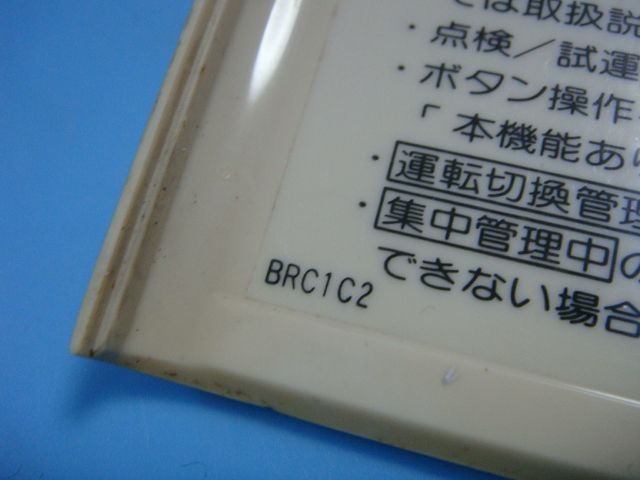 は取扱説
・点検／試運
・ボタン操作
「本機能あ
・運転切換管理
・集中管理中の
できない場合
BRC1C2